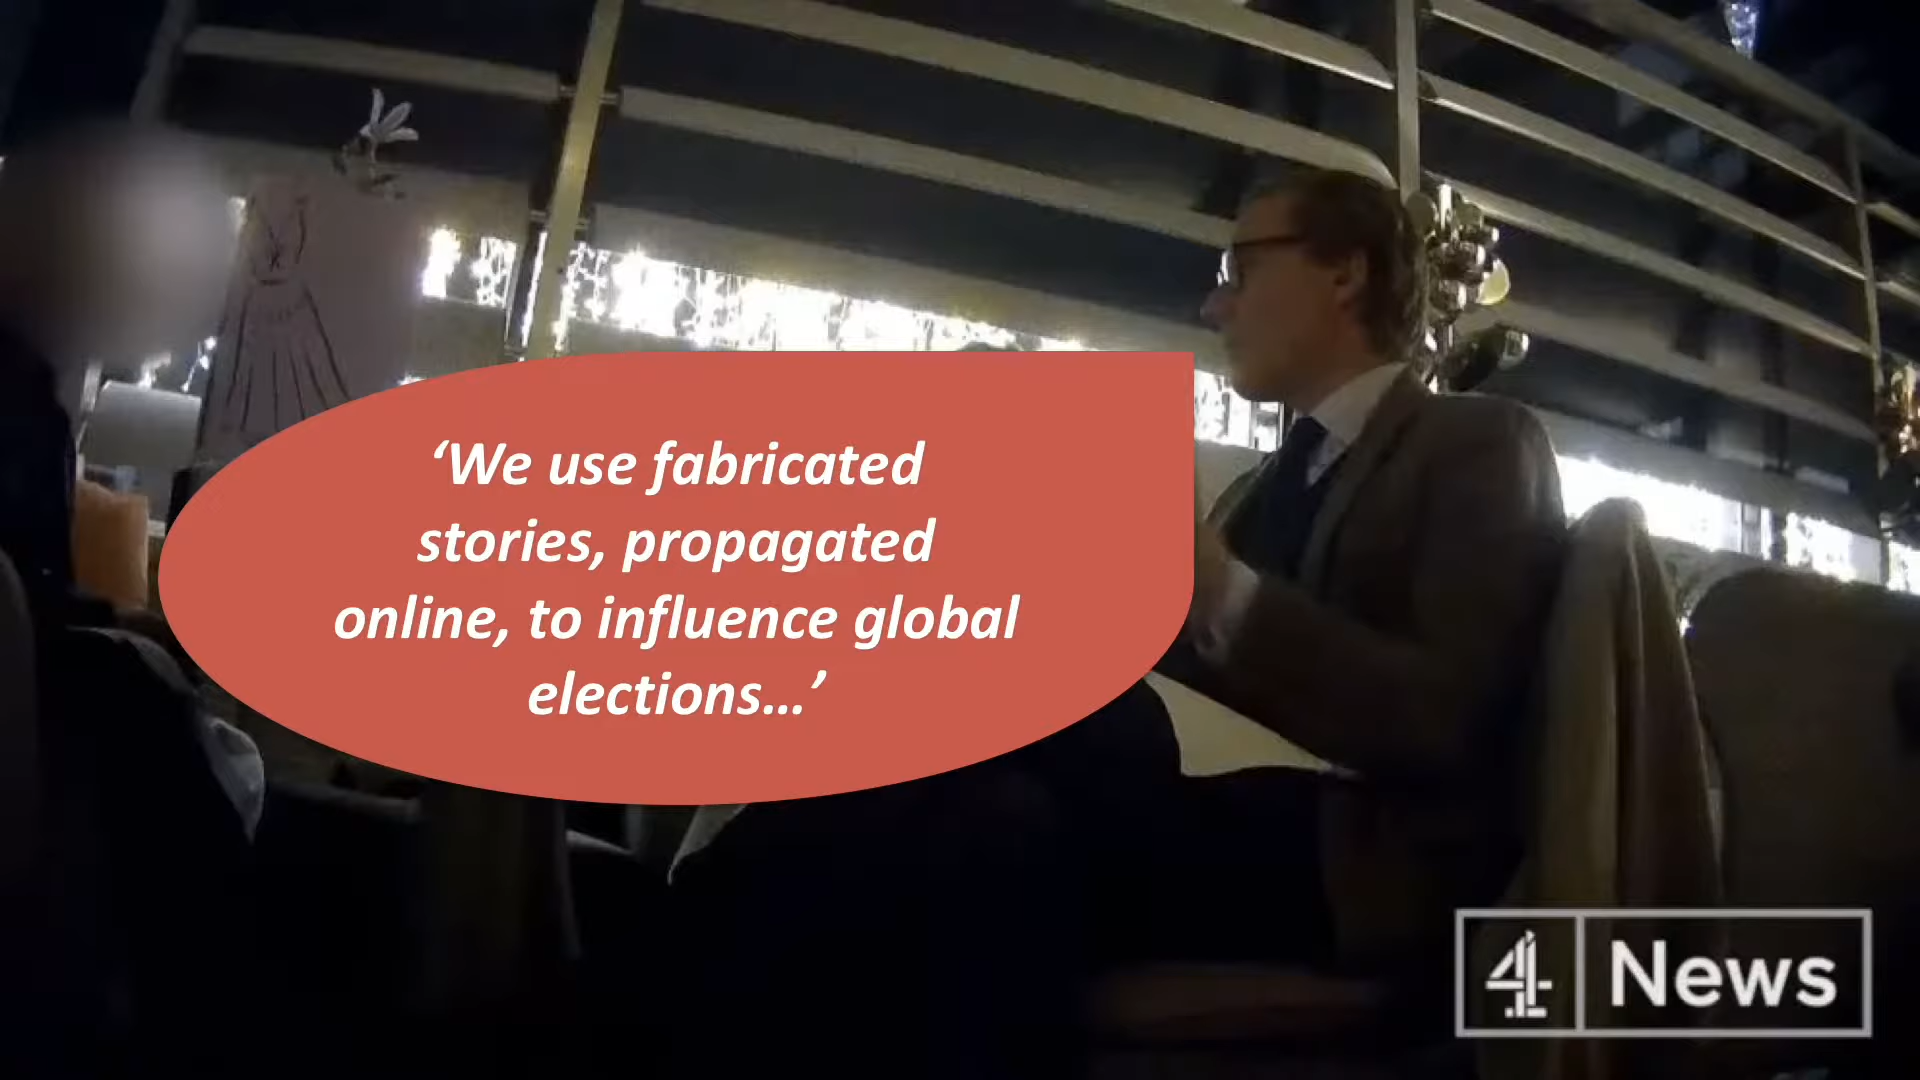 ‘We use fabricated
stories, propagated
online, to influence global
elections…’
4 News